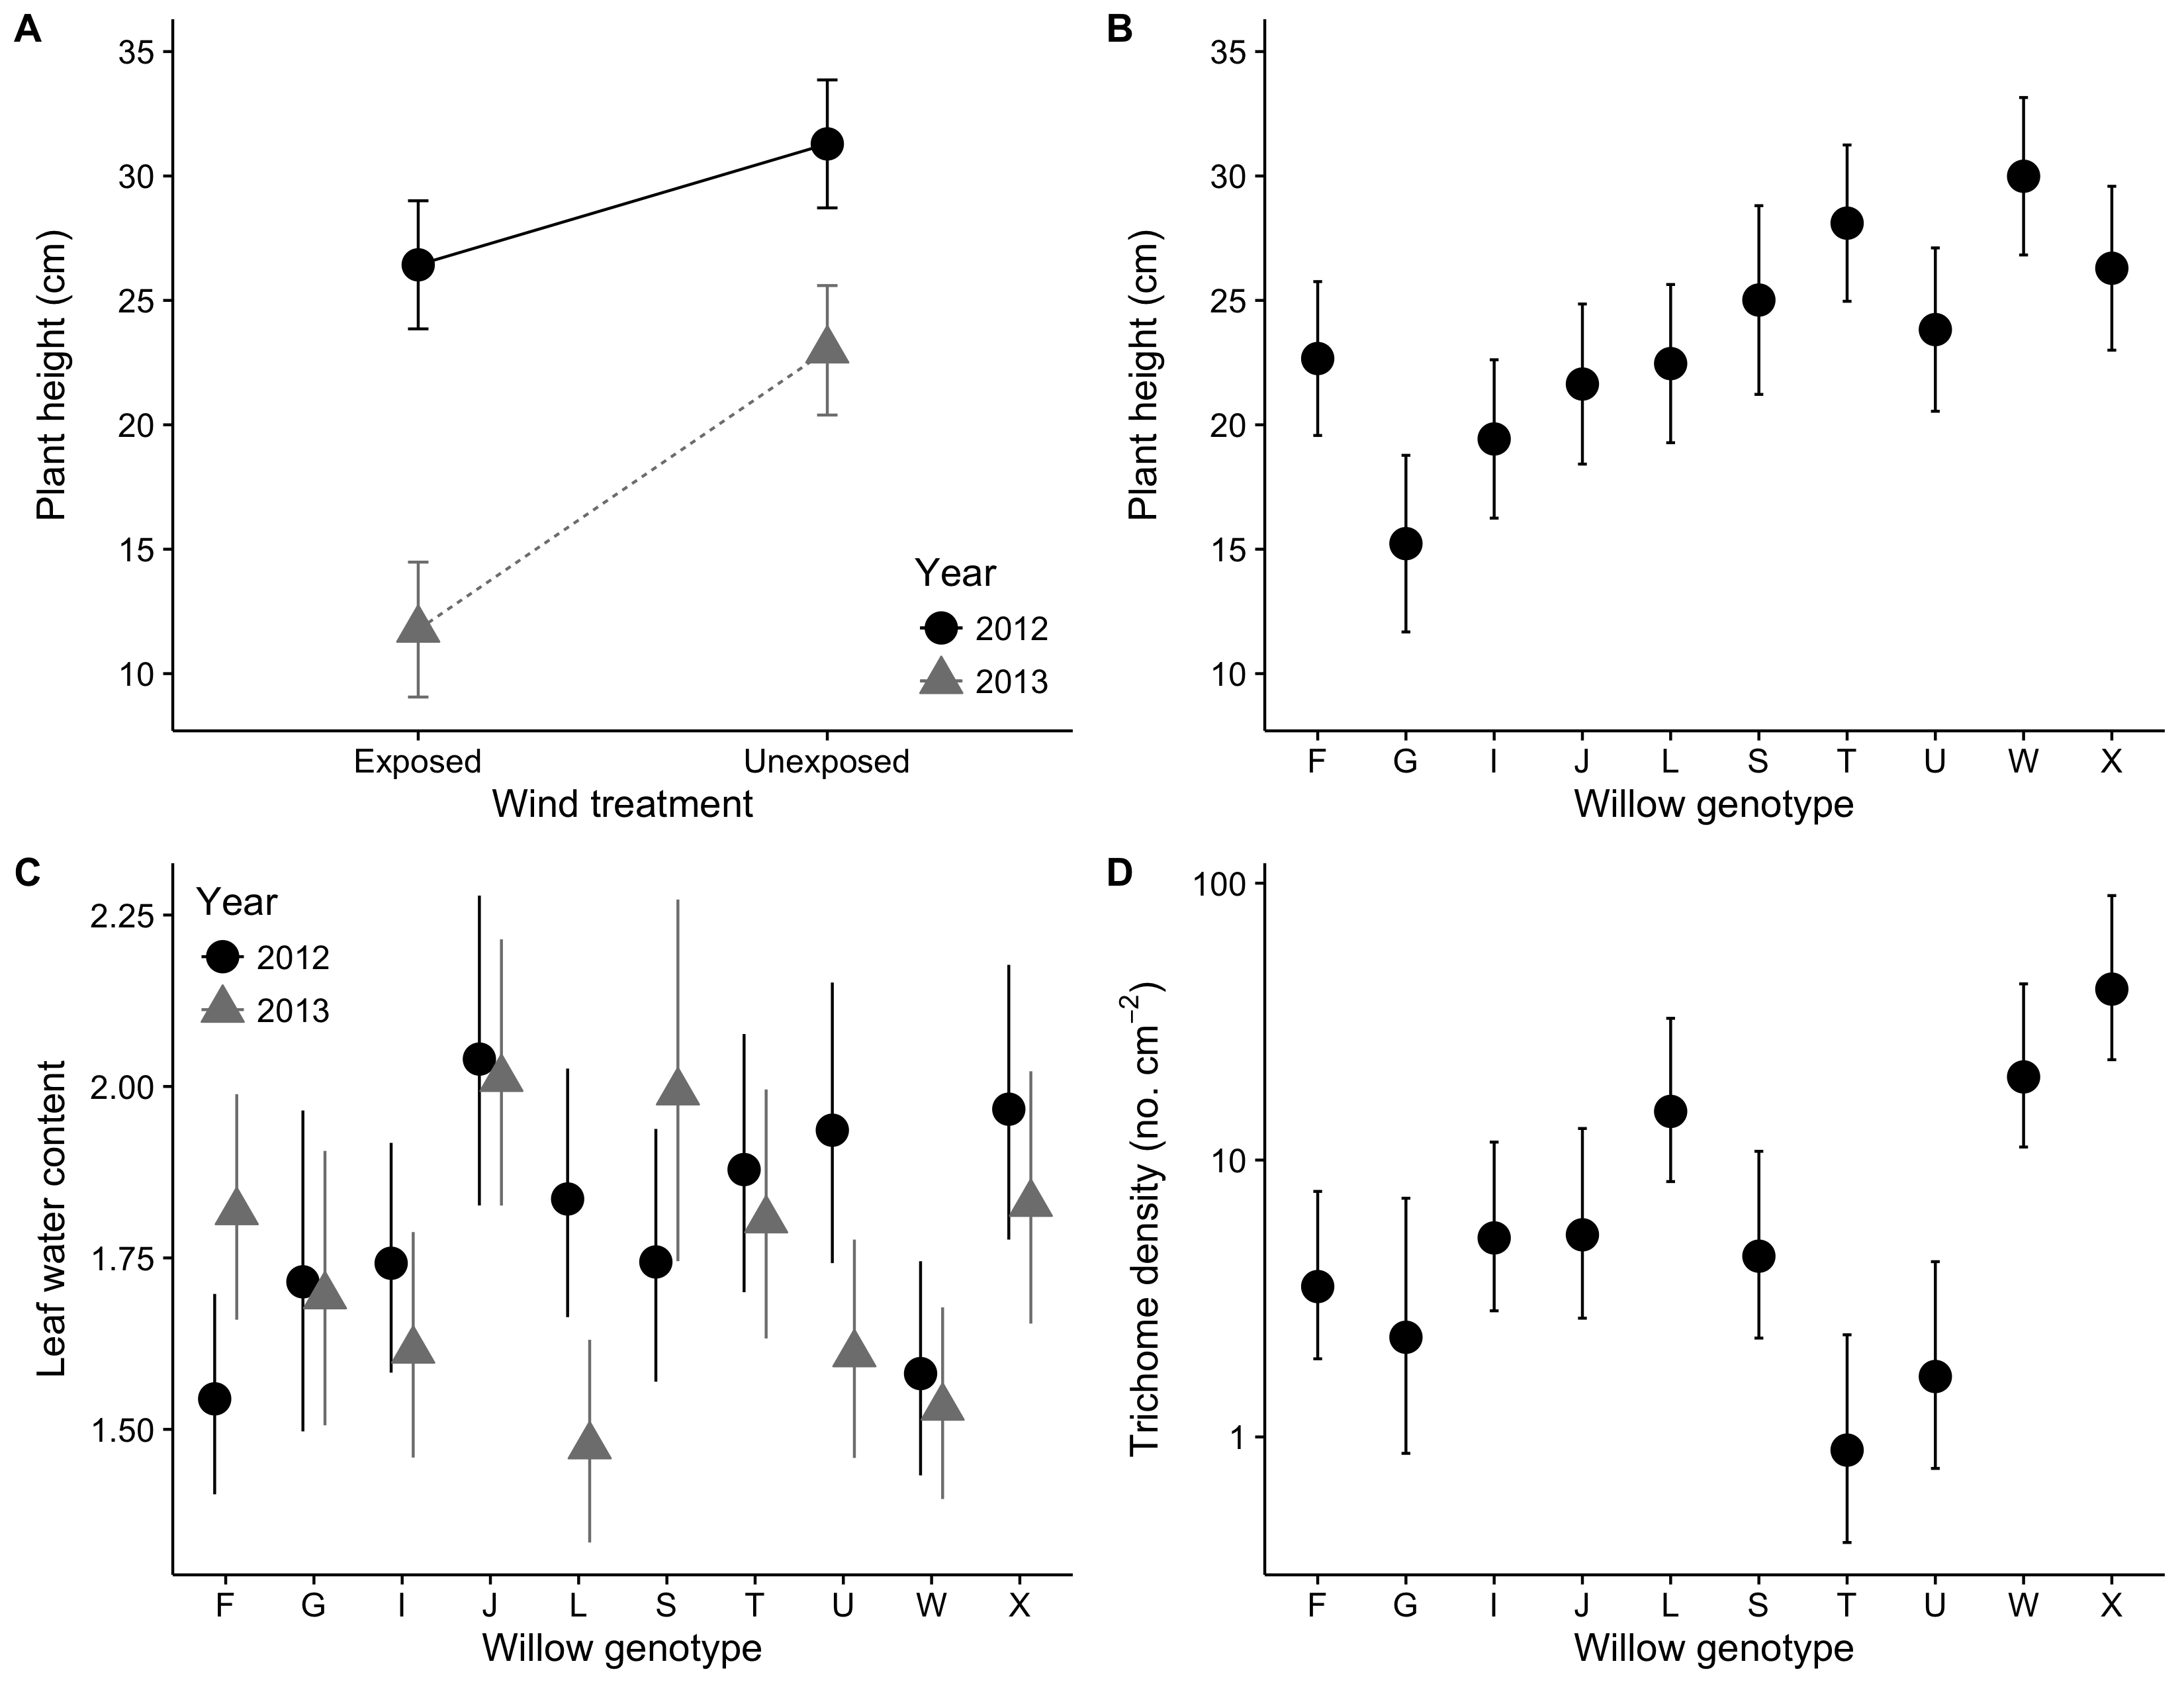 A
35
30
25
20
15
10
Plant height (cm)
Year
2012
2013
Exposed Unexposed
Wind treatment
B
35
30
25
20
15
10
Plant height (cm)
F G I J L S T U W X
Willow genotype
C
Year
2012
2013
2.25
2.00
1.75
1.50
Leaf water content
F G I J L S T U W X
Willow genotype
D
100
10
1
Trichome density (no. cm⁻²)
F G I J L S T U W X
Willow genotype